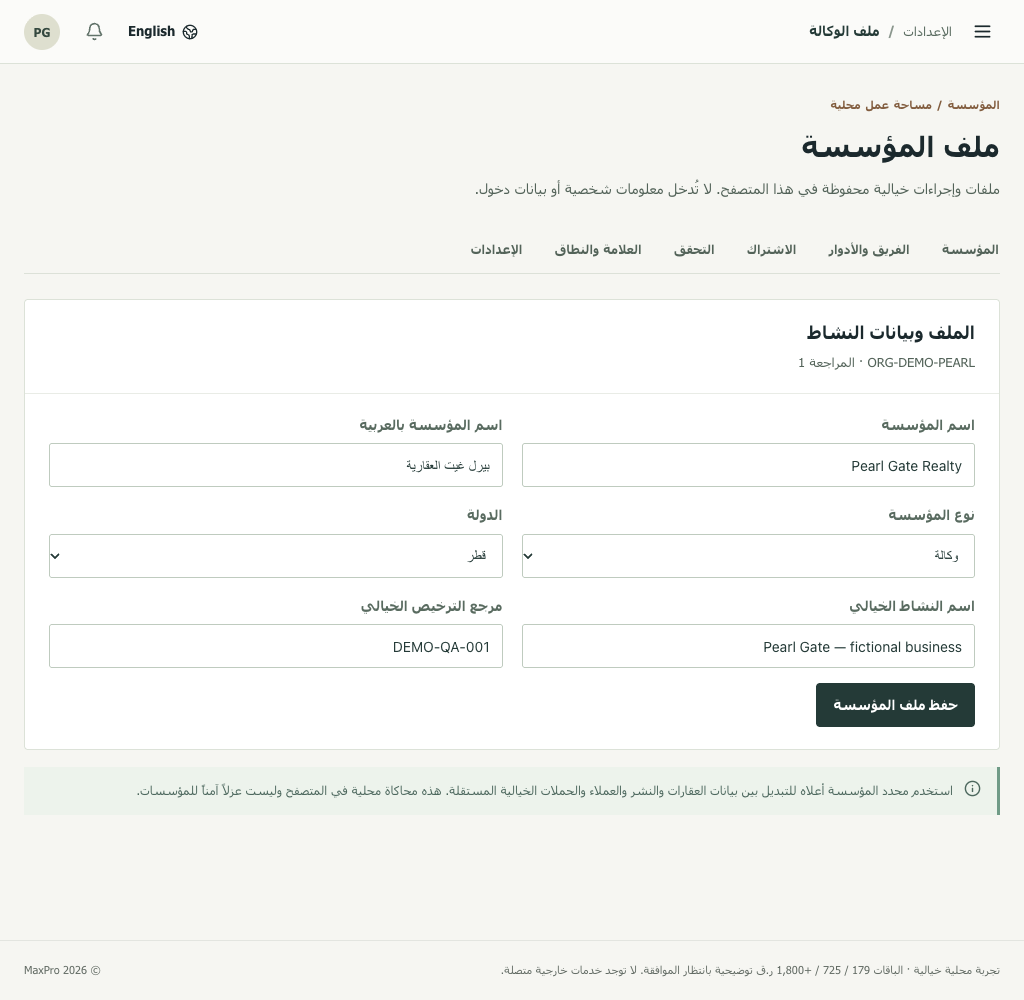 الإعدادات / ملف الوكالة
English
PG
المؤسسة / مساحة عمل محلية
ملف المؤسسة
ملفات وإجراءات خيالية محفوظة في هذا المتصفح. لا تُدخل معلومات شخصية أو بيانات دخول.
المؤسسة الفريق والأدوار الاشتراك التحقق العلامة والنطاق الإعدادات
الملف وبيانات النشاط
ORG-DEMO-PEARL · المراجعة 1
اسم المؤسسة
اسم المؤسسة بالعربية
Pearl Gate Realty
بيرل غيت العقارية
نوع المؤسسة
الدولة
وكالة
قطر
اسم النشاط الخيالي
مرجع الترخيص الخيالي
Pearl Gate — fictional business
DEMO-QA-001
حفظ ملف المؤسسة
استخدم محدد المؤسسة أعلاه للتبديل بين بيانات العقارات والنشر والعملاء والحملات الخيالية المستقلة. هذه محاكاة محلية في المتصفح وليست عزلاً آمناً للمؤسسات.
تجربة محلية خيالية · الباقات 179 / 725 / +1,800 ر.ق توضيحية بانتظار الموافقة. لا توجد خدمات خارجية متصلة.
© 2026 MaxPro